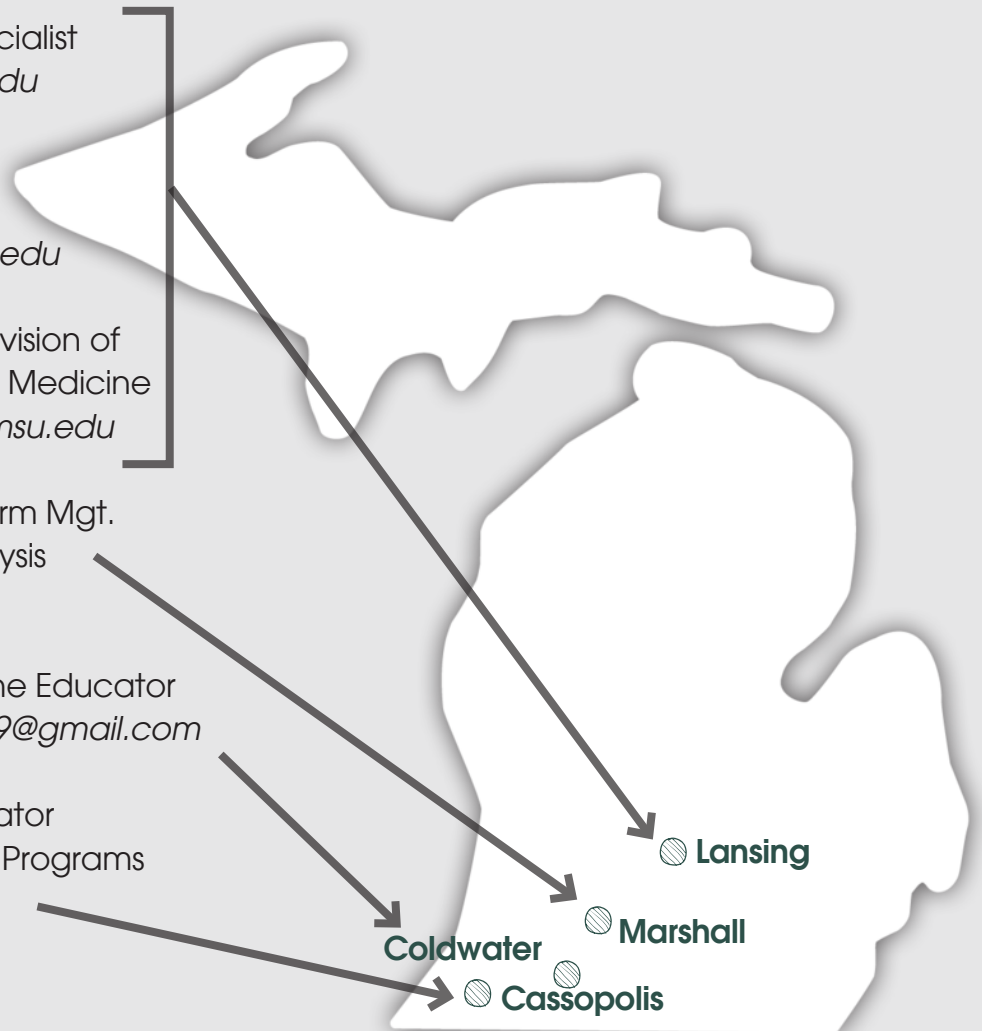 cialist
du
edu
vision of
Medicine
msu.edu
rm Mgt.
ysis
ne Educator
9@gmail.com
ator
Programs
Lansing
Marshall
Coldwater
Cassopolis